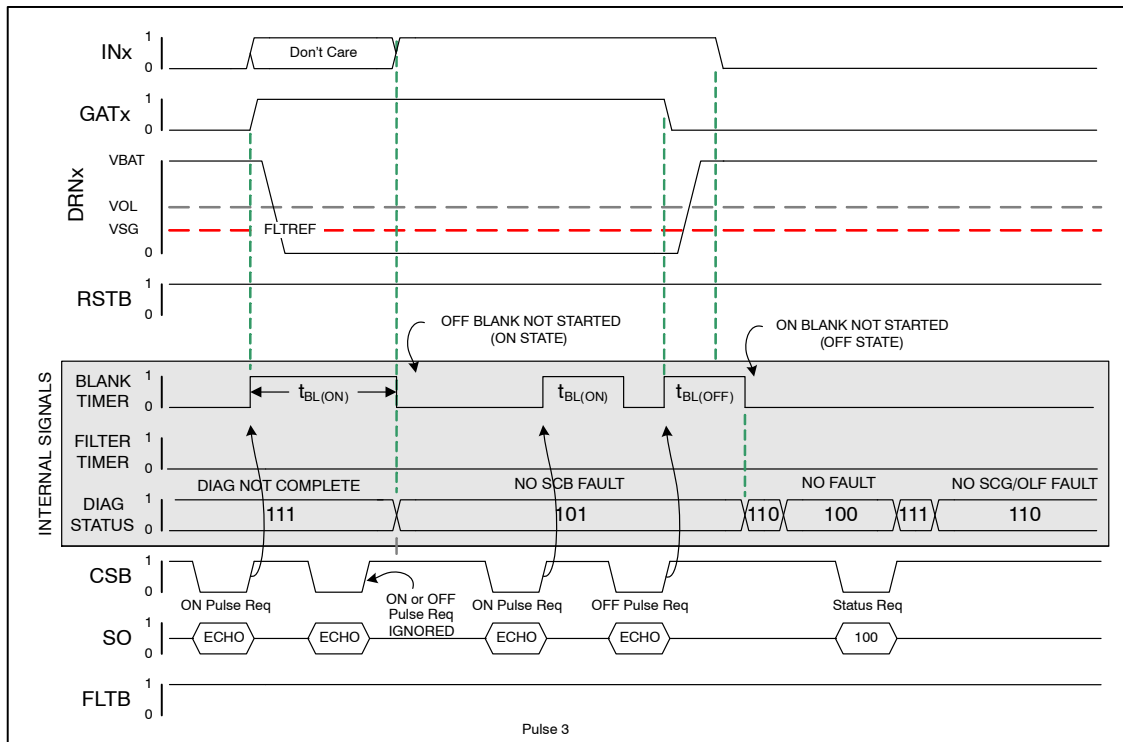 INx
1
0
Don't Care
GATx
1
0
DRNx
VBAT
VOL
VSG
FLTREF
0
RSTB
1
0
OFF BLANK NOT STARTED
(ON STATE)
ON BLANK NOT STARTED
(OFF STATE)
INTERNAL SIGNALS
BLANK
TIMER
1
0
tBL(ON)
tBL(ON)
tBL(OFF)
FILTER
TIMER
1
0
DIAG NOT COMPLETE
NO SCB FAULT
NO FAULT
NO SCG/OLF FAULT
DIAG
STATUS
1
0
111
101
110
100
111
110
CSB
1
0
ON Pulse Req
ON or OFF
Pulse Req
IGNORED
ON Pulse Req
OFF Pulse Req
Status Req
SO
1
0
ECHO
ECHO
ECHO
ECHO
100
FLTB
1
0
Pulse 3